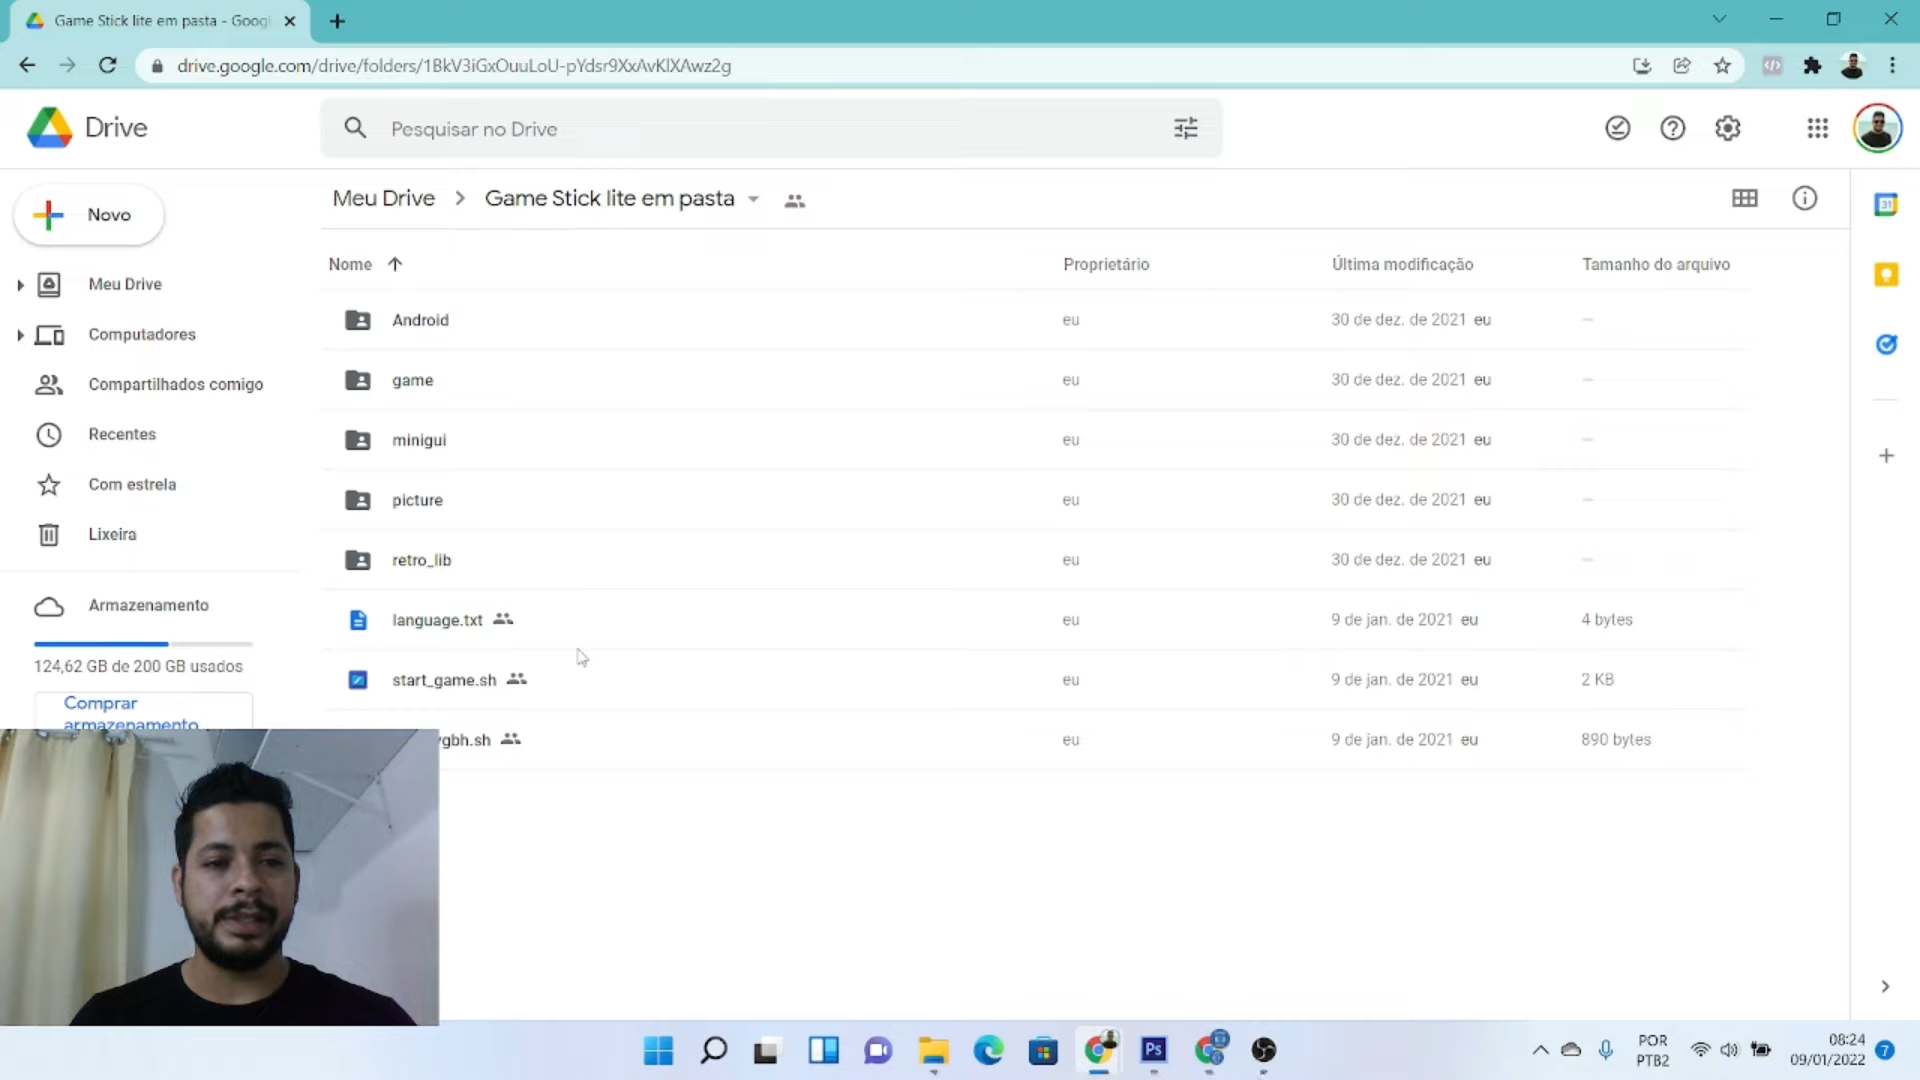 Game Stick lite em pasta - Googl
drive.google.com/drive/folders/1BkV3iGxOuuLoU-pYdsr9XxAvKlXAwz2g
Drive
Pesquisar no Drive
Novo
Meu Drive
Computadores
Compartilhados comigo
Recentes
Com estrela
Lixeira
Armazenamento
124,62 GB de 200 GB usados
Comprar
armazenamento
Meu Drive > Game Stick lite em pasta
Nome Proprietário Última modificação Tamanho do arquivo
Android eu 30 de dez. de 2021 eu –
game eu 30 de dez. de 2021 eu –
minigui eu 30 de dez. de 2021 eu –
picture eu 30 de dez. de 2021 eu –
retro_lib eu 30 de dez. de 2021 eu –
language.txt eu 9 de jan. de 2021 eu 4 bytes
start_game.sh eu 9 de jan. de 2021 eu 2 KB
gbh.sh eu 9 de jan. de 2021 eu 890 bytes
31
Ps
POR
PTB2
08:24
09/01/2022
7